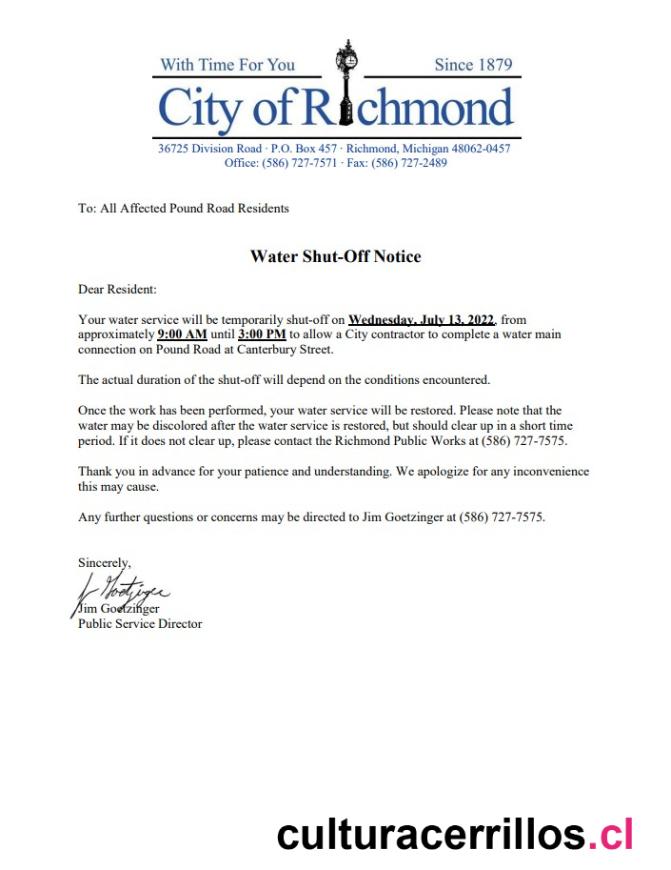 With Time For You Since 1879
City of Richmond
36725 Division Road · P.O. Box 457 · Richmond, Michigan 48062-0457
Office: (586) 727-7571 · Fax: (586) 727-2489
To: All Affected Pound Road Residents
Water Shut-Off Notice
Dear Resident:
Your water service will be temporarily shut-off on Wednesday, July 13, 2022, from
approximately 9:00 AM until 3:00 PM to allow a City contractor to complete a water main
connection on Pound Road at Canterbury Street.
The actual duration of the shut-off will depend on the conditions encountered.
Once the work has been performed, your water service will be restored. Please note that the
water may be discolored after the water service is restored, but should clear up in a short time
period. If it does not clear up, please contact the Richmond Public Works at (586) 727-7575.
Thank you in advance for your patience and understanding. We apologize for any inconvenience
this may cause.
Any further questions or concerns may be directed to Jim Goetzinger at (586) 727-7575.
Sincerely,
J Goetzinger
Jim Goetzinger
Public Service Director
culturacerrillos.cl